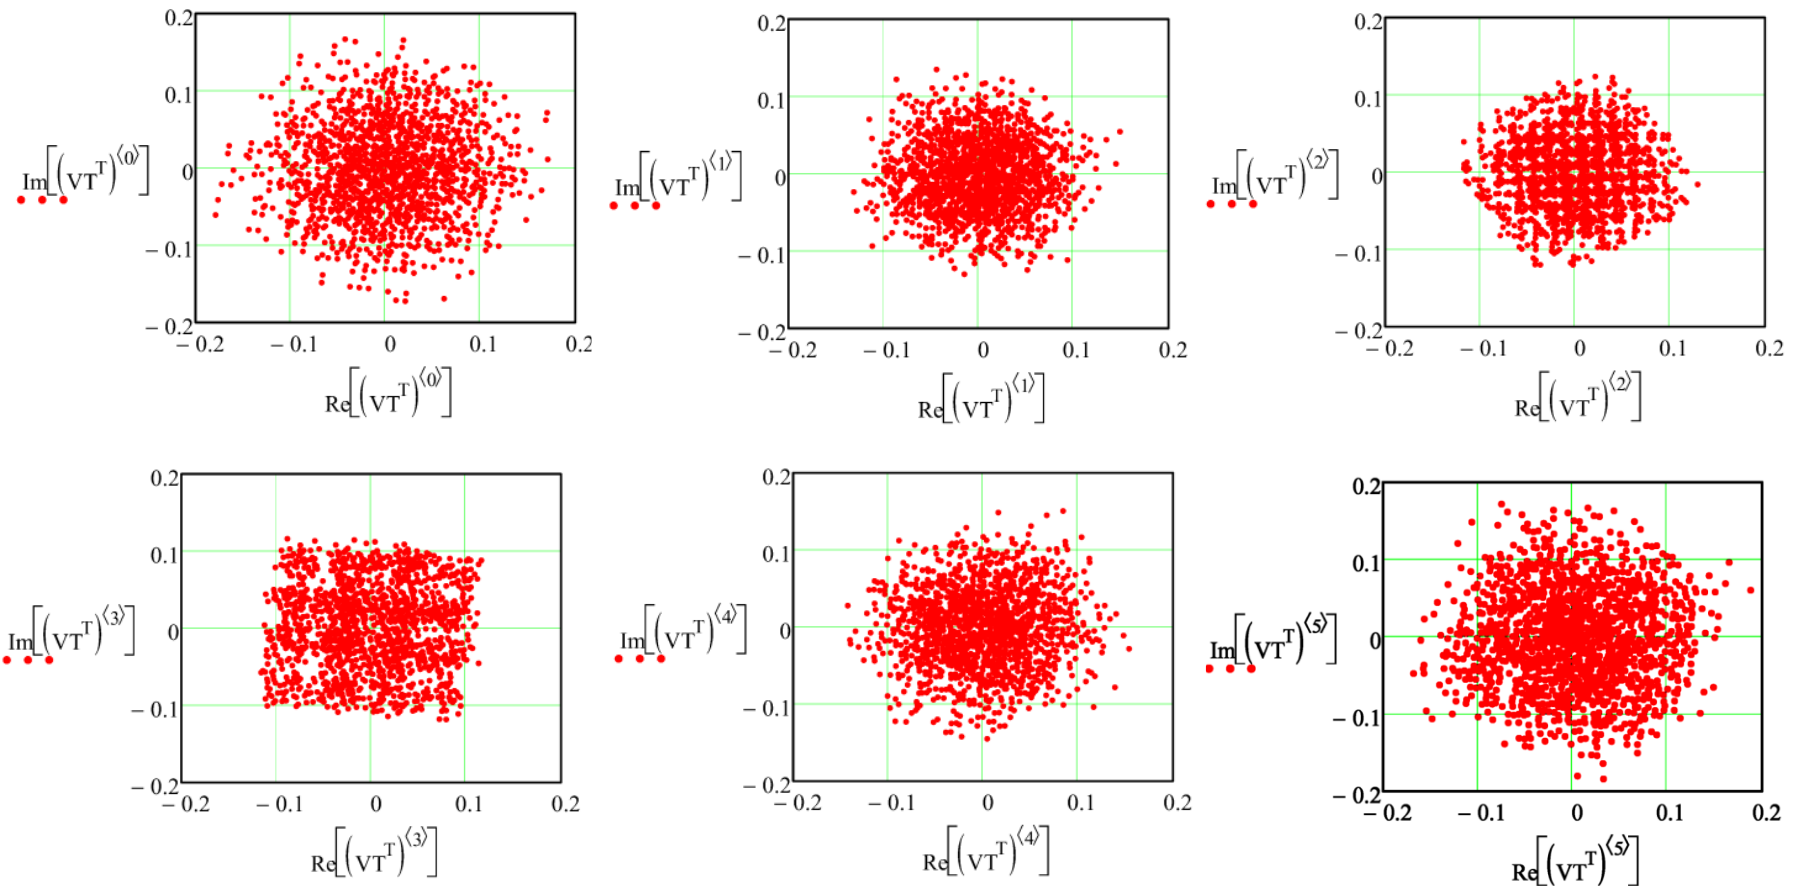 0.2
0.1
0
− 0.1
− 0.2
Im[(VT^T)^⟨0⟩]
− 0.2 − 0.1 0 0.1 0.2
Re[(VT^T)^⟨0⟩]
0.2
0.1
0
− 0.1
− 0.2
Im[(VT^T)^⟨1⟩]
− 0.2 − 0.1 0 0.1 0.2
Re[(VT^T)^⟨1⟩]
0.2
0.1
0
− 0.1
− 0.2
Im[(VT^T)^⟨2⟩]
− 0.2 − 0.1 0 0.1 0.2
Re[(VT^T)^⟨2⟩]
0.2
0.1
0
− 0.1
− 0.2
Im[(VT^T)^⟨3⟩]
− 0.2 − 0.1 0 0.1 0.2
Re[(VT^T)^⟨3⟩]
0.2
0.1
0
− 0.1
− 0.2
Im[(VT^T)^⟨4⟩]
− 0.2 − 0.1 0 0.1 0.2
Re[(VT^T)^⟨4⟩]
0.2
0.1
0
− 0.1
− 0.2
Im[(VT^T)^⟨5⟩]
− 0.2 − 0.1 0 0.1 0.2
Re[(VT^T)^⟨5⟩]